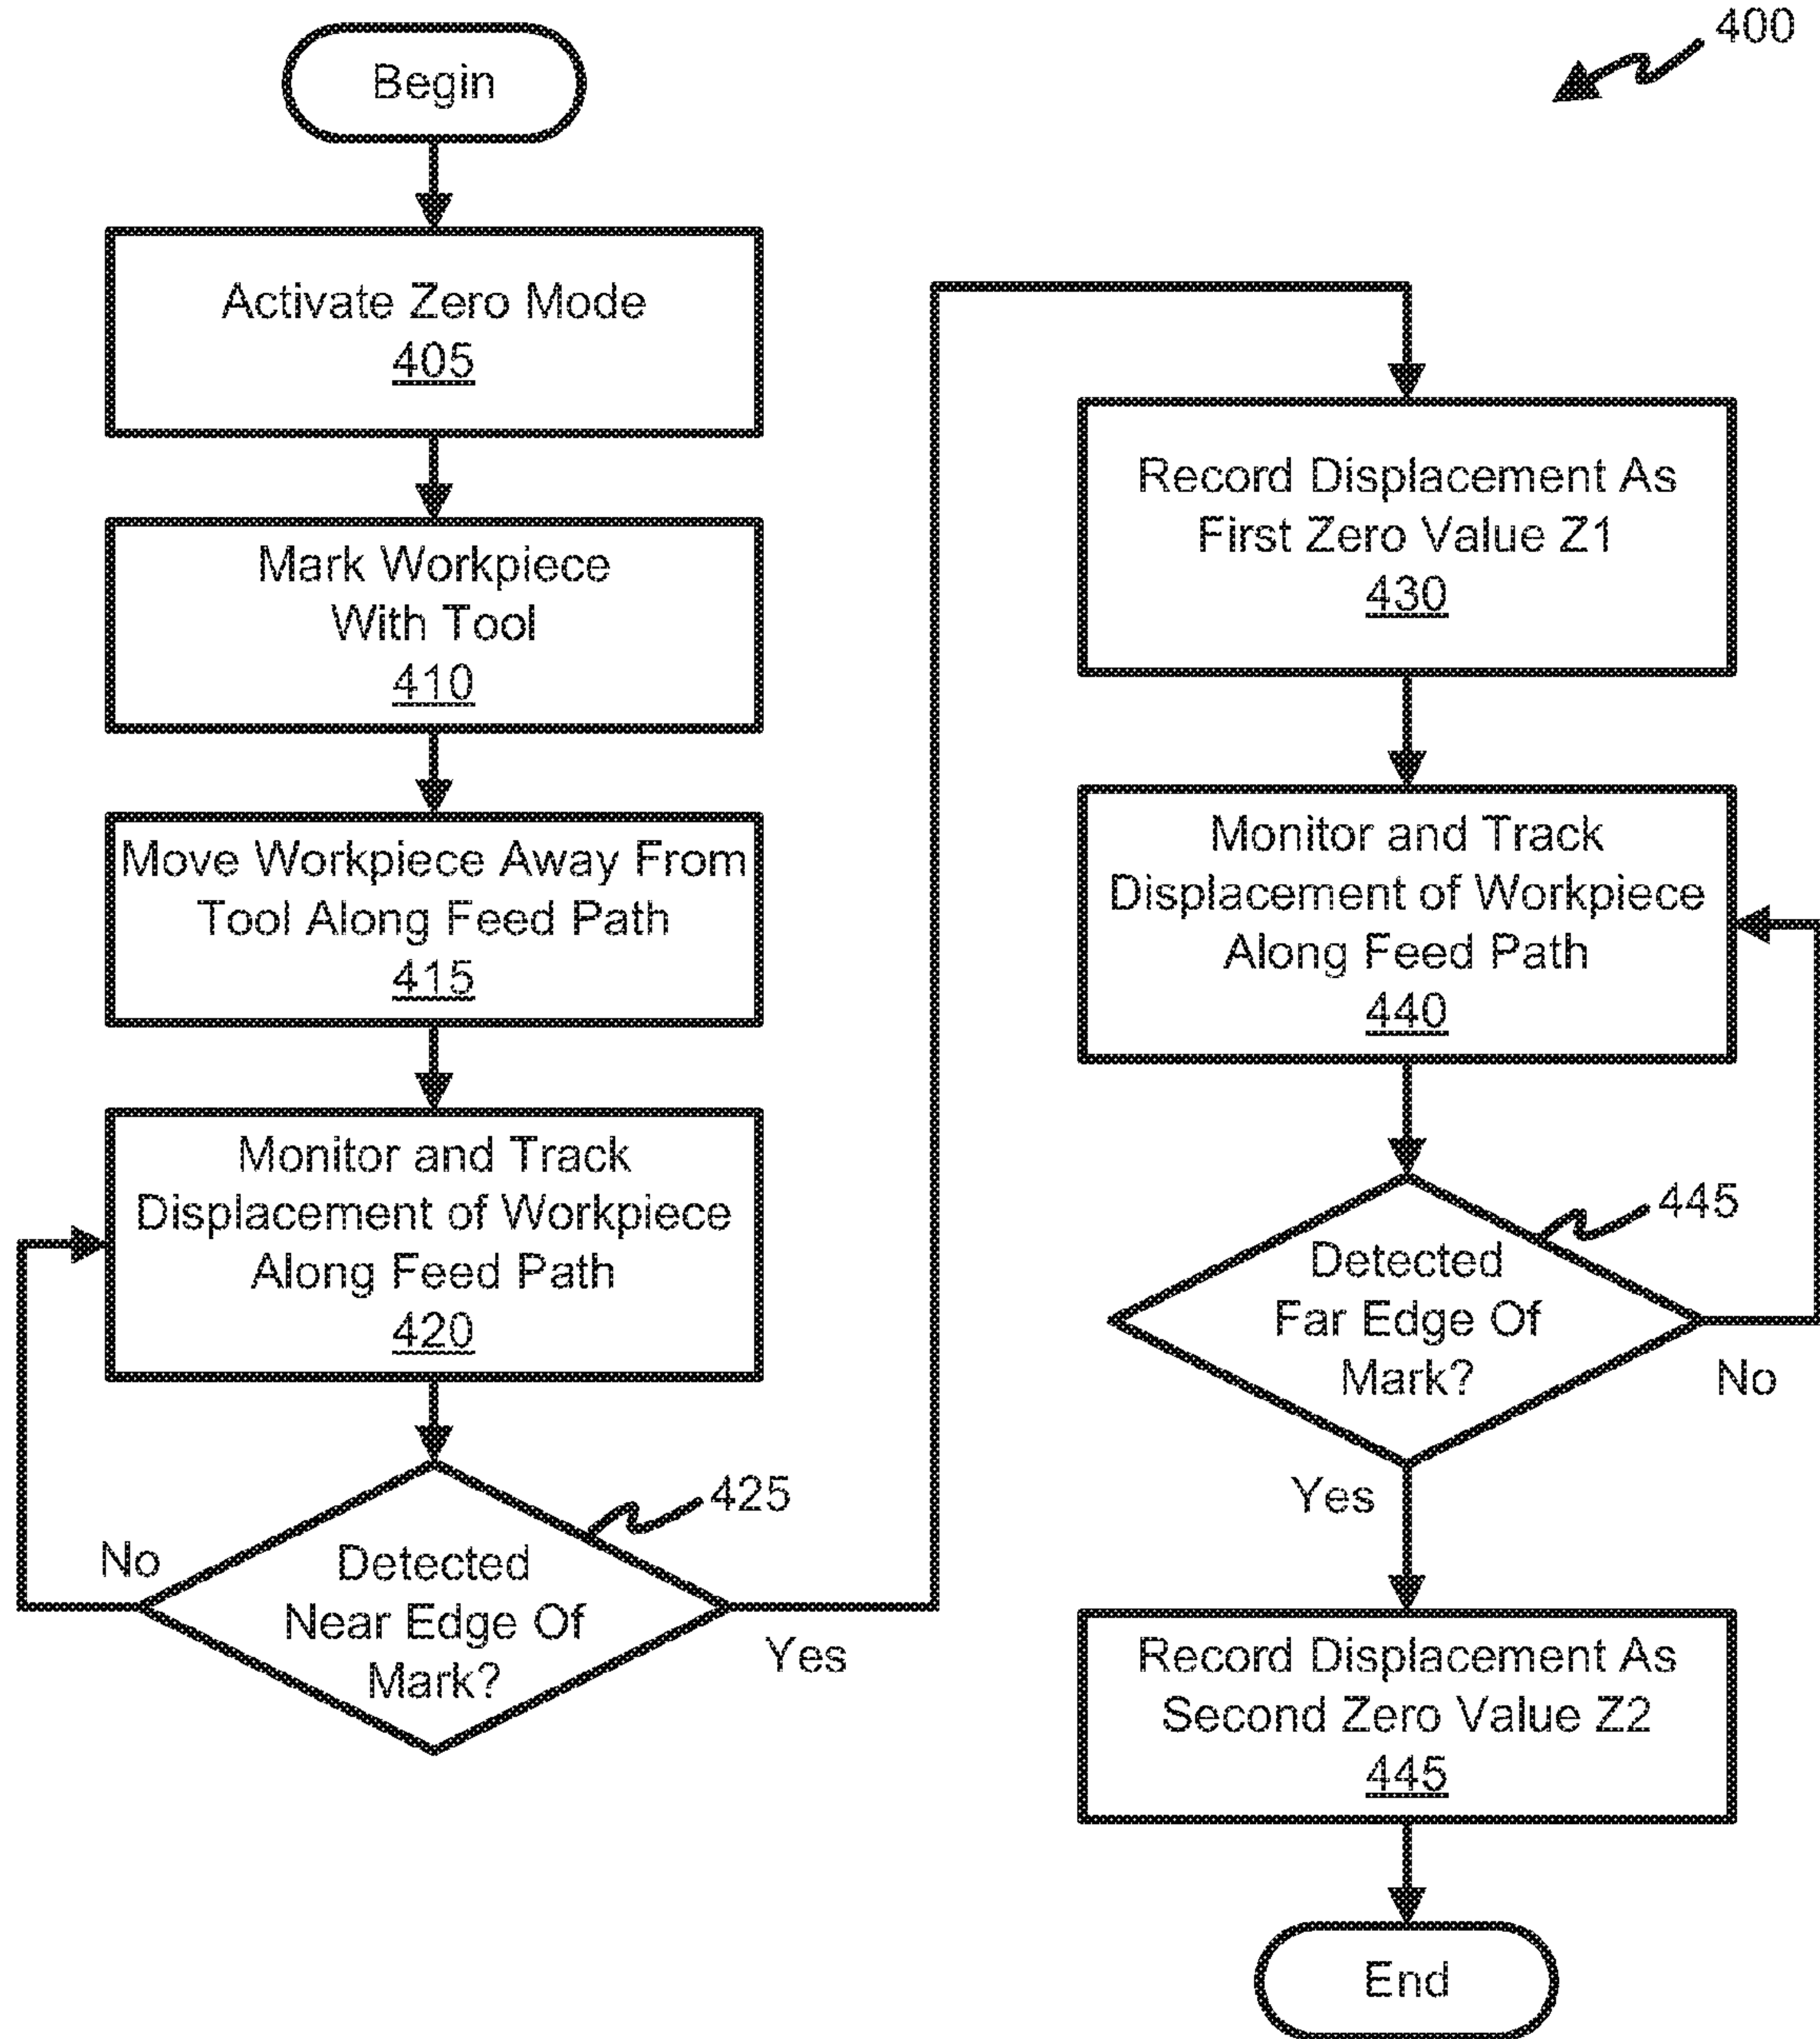 400
Begin
Activate Zero Mode
405
Mark Workpiece
With Tool
410
Move Workpiece Away From
Tool Along Feed Path
415
Monitor and Track
Displacement of Workpiece
Along Feed Path
420
425
No
Detected
Near Edge Of
Mark?
Yes
Record Displacement As
First Zero Value Z1
430
Monitor and Track
Displacement of Workpiece
Along Feed Path
440
445
Detected
Far Edge Of
Mark?
No
Yes
Record Displacement As
Second Zero Value Z2
445
End